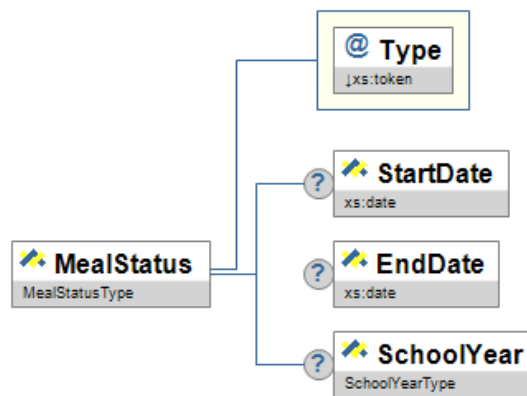 @ Type
↓xs:token
? StartDate
xs:date
MealStatus
MealStatusType
? EndDate
xs:date
? SchoolYear
SchoolYearType